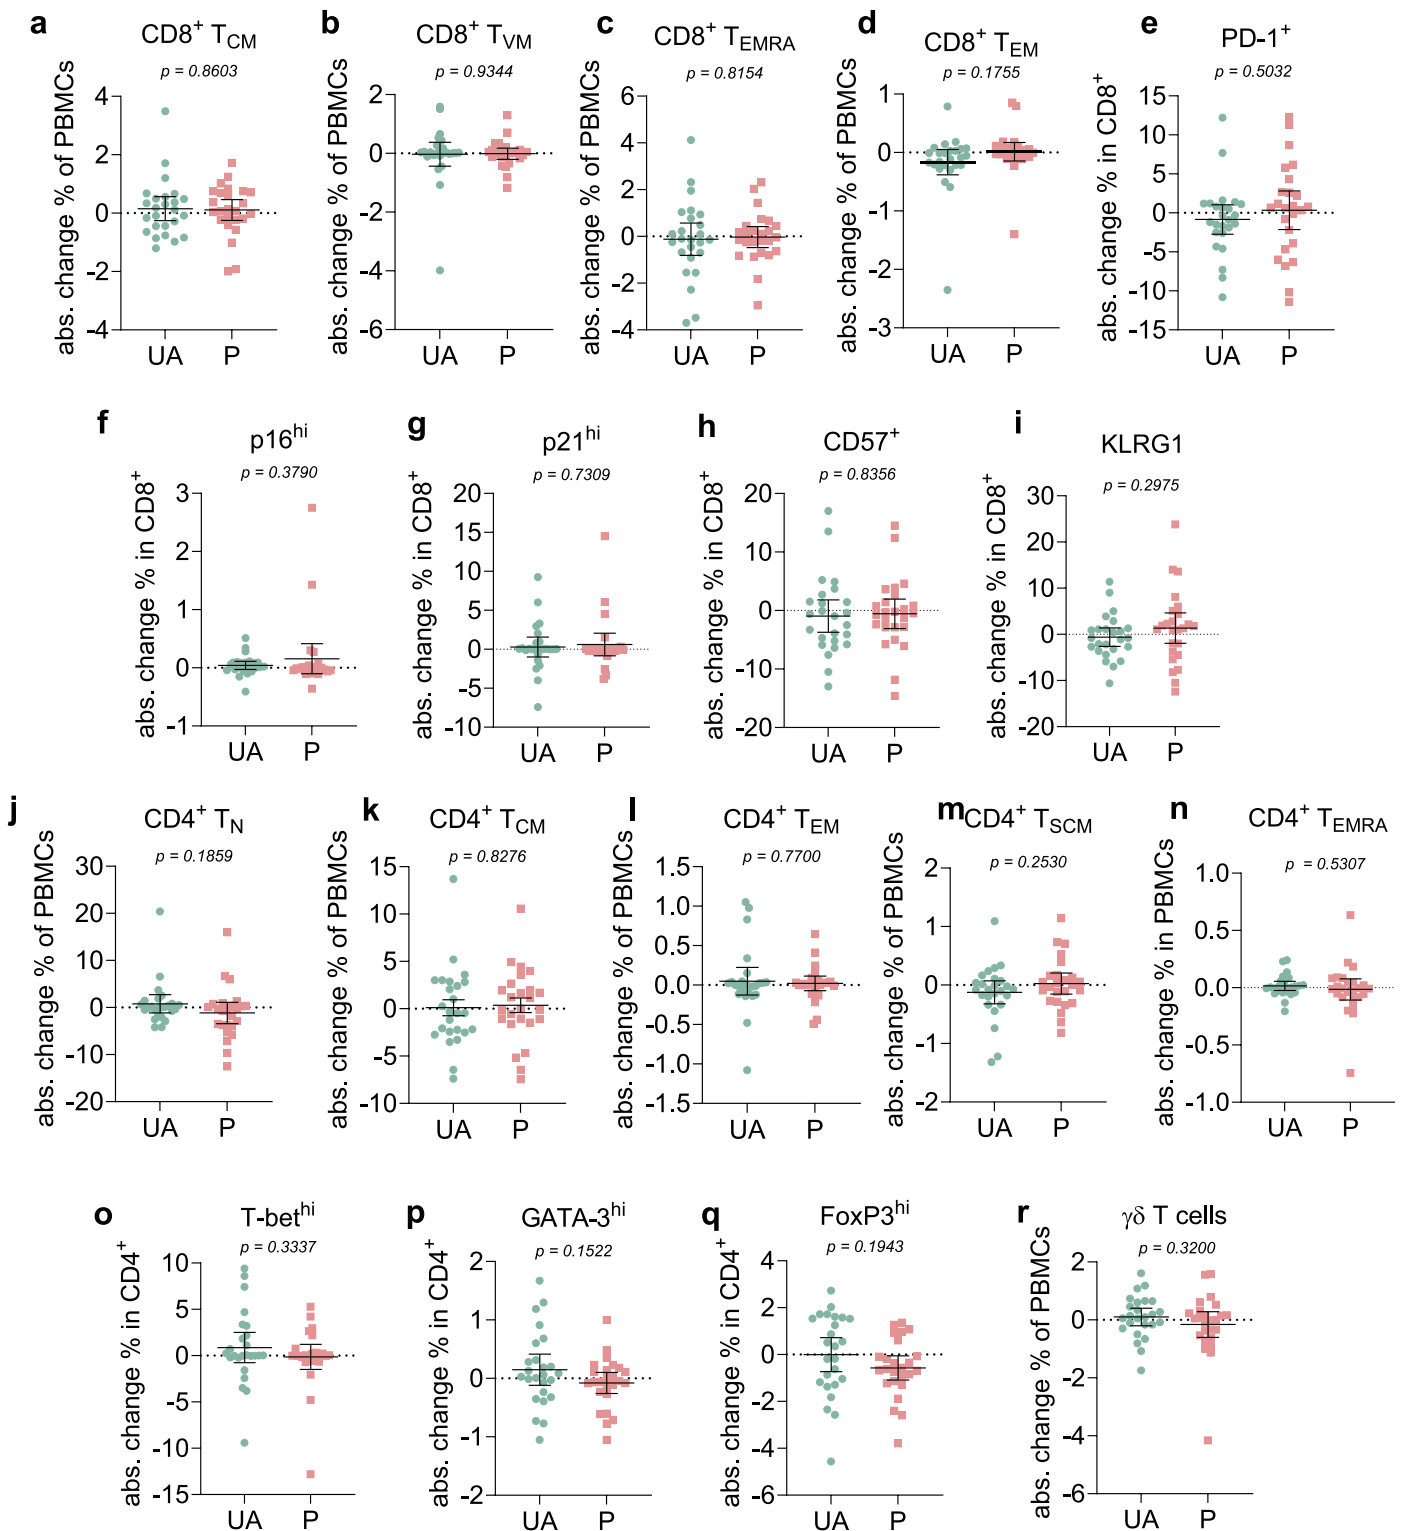 a
CD8+ TCM
p = 0.8603
abs. change % of PBMCs
4
2
0
-2
-4
UA P
b
CD8+ TVM
p = 0.9344
abs. change % of PBMCs
2
0
-2
-4
-6
UA P
c
CD8+ TEMRA
p = 0.8154
abs. change % of PBMCs
6
4
2
0
-2
-4
UA P
d
CD8+ TEM
p = 0.1755
abs. change % of PBMCs
1
0
-1
-2
-3
UA P
e
PD-1+
p = 0.5032
abs. change % in CD8+
15
10
5
0
-5
-10
-15
UA P
f
p16hi
p = 0.3790
abs. change % in CD8+
3
2
1
0
-1
UA P
g
p21hi
p = 0.7309
abs. change % in CD8+
20
15
10
5
0
-5
-10
UA P
h
CD57+
p = 0.8356
abs. change % in CD8+
20
10
0
-10
-20
UA P
i
KLRG1
p = 0.2975
abs. change % in CD8+
30
20
10
0
-10
-20
UA P
j
CD4+ TN
p = 0.1859
abs. change % of PBMCs
30
20
10
0
-10
-20
UA P
k
CD4+ TCM
p = 0.8276
abs. change % of PBMCs
15
10
5
0
-5
-10
UA P
l
CD4+ TEM
p = 0.7700
abs. change % of PBMCs
1.5
1.0
0.5
0.0
-0.5
-1.0
-1.5
UA P
m
CD4+ TSCM
p = 0.2530
abs. change % of PBMCs
2
1
0
-1
-2
UA P
n
CD4+ TEMRA
p = 0.5307
abs. change % in PBMCs
1.0
0.5
0.0
-0.5
-1.0
UA P
o
T-bethi
p = 0.3337
abs. change % in CD4+
10
5
0
-5
-10
-15
UA P
p
GATA-3hi
p = 0.1522
abs. change % in CD4+
2
1
0
-1
-2
UA P
q
FoxP3hi
p = 0.1943
abs. change % in CD4+
4
2
0
-2
-4
-6
UA P
r
γδ T cells
p = 0.3200
abs. change % of PBMCs
2
0
-2
-4
-6
UA P